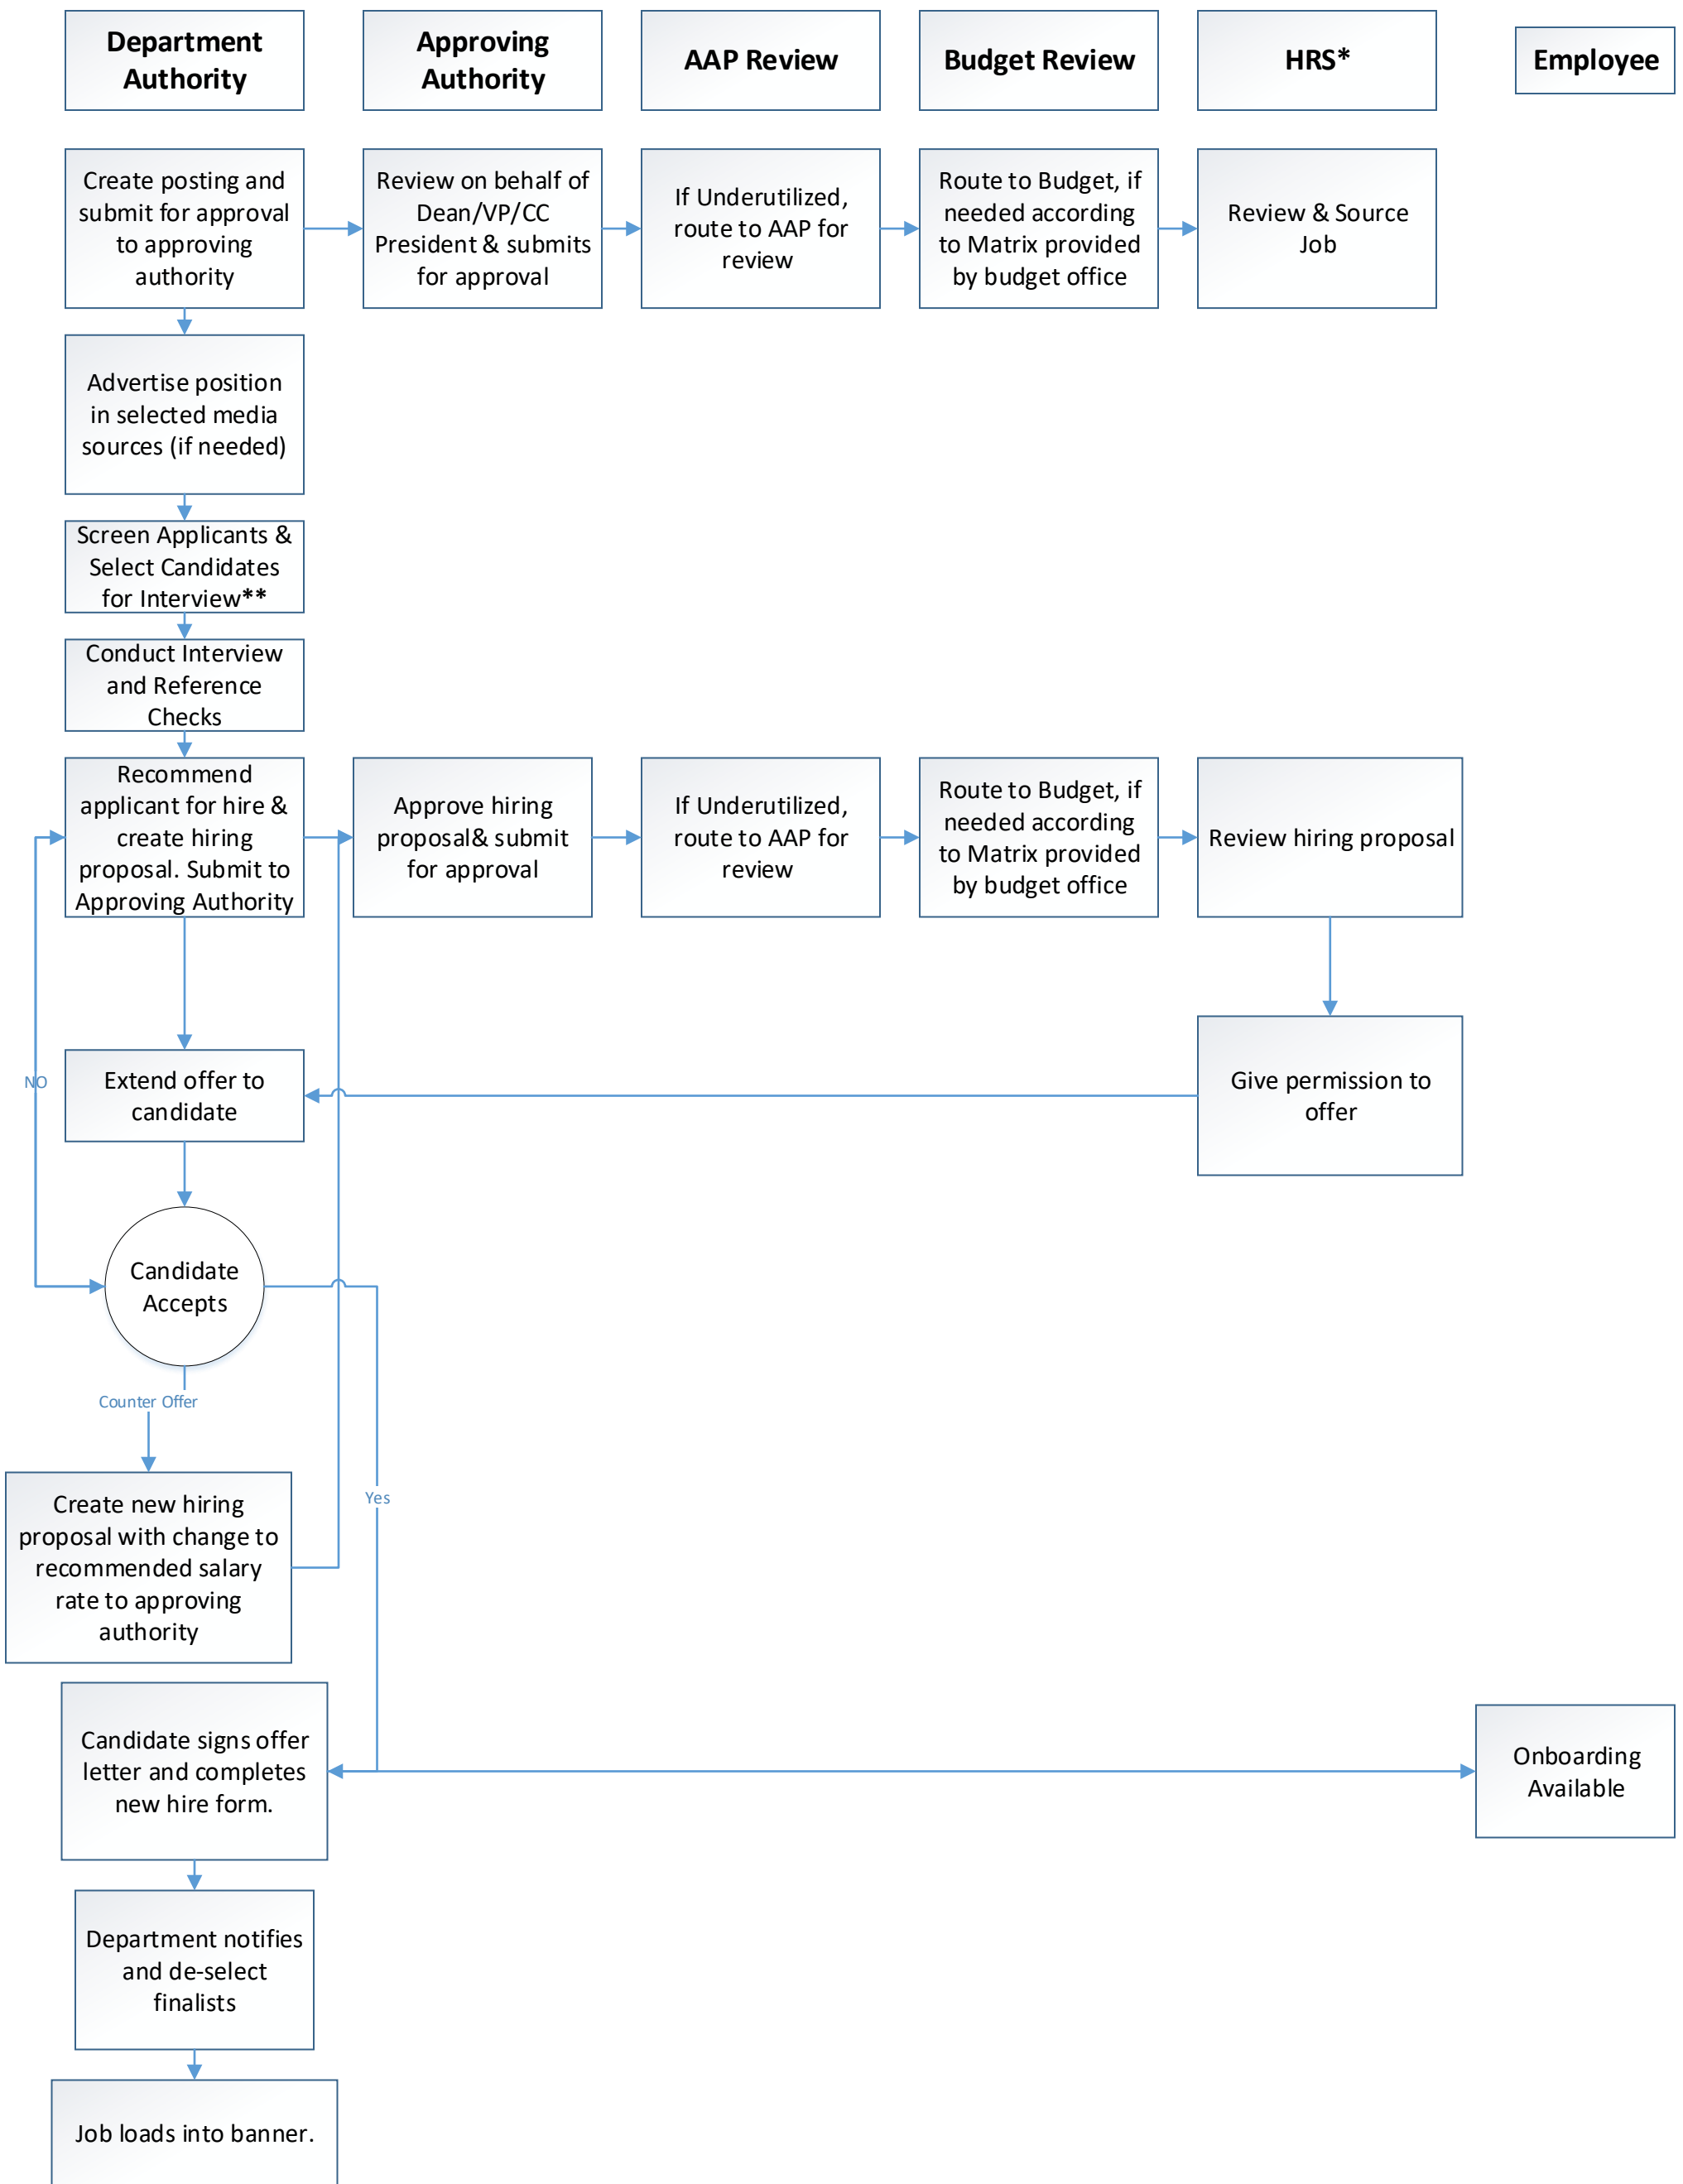 Department
Authority
Approving
Authority
AAP Review
Budget Review
HRS*
Employee
Create posting and
submit for approval
to approving
authority
Review on behalf of
Dean/VP/CC
President & submits
for approval
If Underutilized,
route to AAP for
review
Route to Budget, if
needed according
to Matrix provided
by budget office
Review & Source
Job
Advertise position
in selected media
sources (if needed)
Screen Applicants &
Select Candidates
for Interview**
Conduct Interview
and Reference
Checks
Recommend
applicant for hire &
create hiring
proposal. Submit to
Approving Authority
Approve hiring
proposal& submit
for approval
If Underutilized,
route to AAP for
review
Route to Budget, if
needed according
to Matrix provided
by budget office
Review hiring proposal
NO
Extend offer to
candidate
Give permission to
offer
Candidate
Accepts
Counter Offer
Yes
Create new hiring
proposal with change to
recommended salary
rate to approving
authority
Candidate signs offer
letter and completes
new hire form.
Onboarding
Available
Department notifies
and de-select
finalists
Job loads into banner.